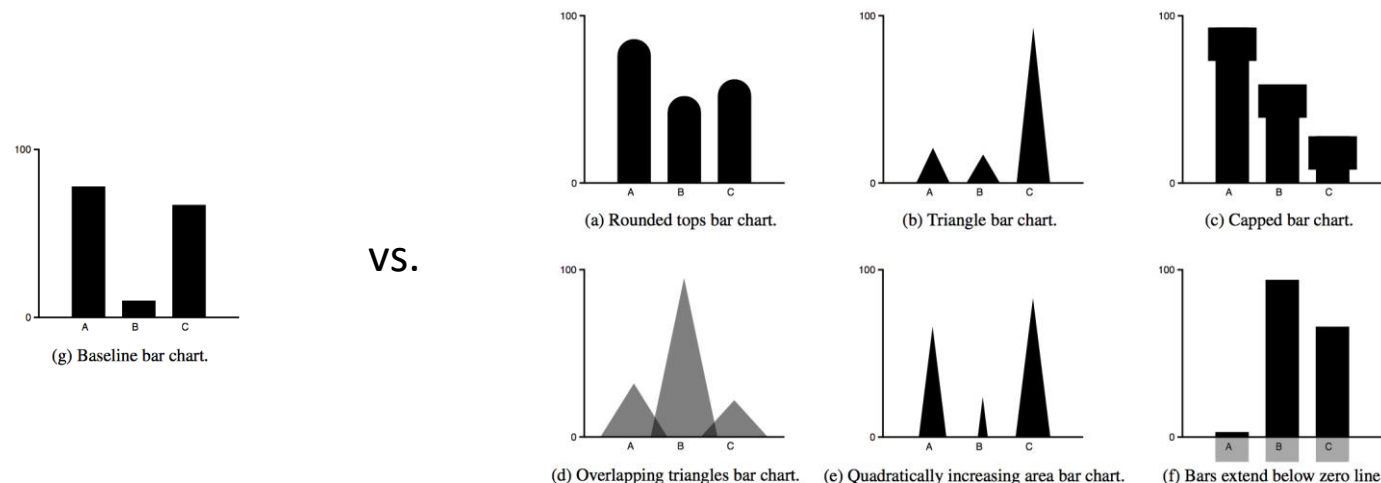 100
0
A B C
(g) Baseline bar chart.
vs.
100
0
A B C
(a) Rounded tops bar chart.
100
0
A B C
(b) Triangle bar chart.
100
0
A B C
(c) Capped bar chart.
100
0
A B C
(d) Overlapping triangles bar chart.
100
0
A B C
(e) Quadratically increasing area bar chart.
100
0
A B C
(f) Bars extend below zero line